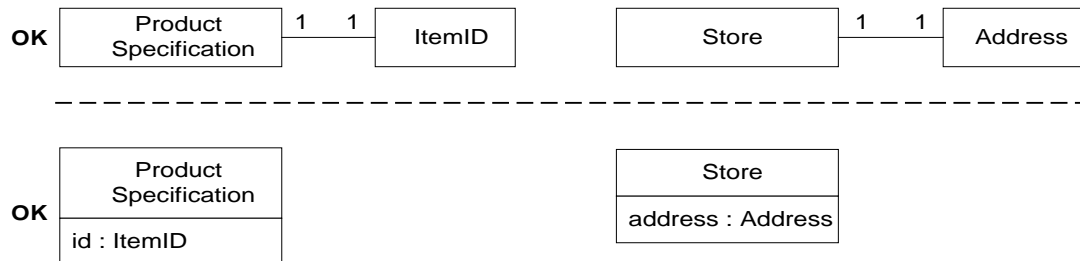 OK
Product
Specification
1 1
ItemID
Store
1 1
Address
OK
Product
Specification
id : ItemID
Store
address : Address